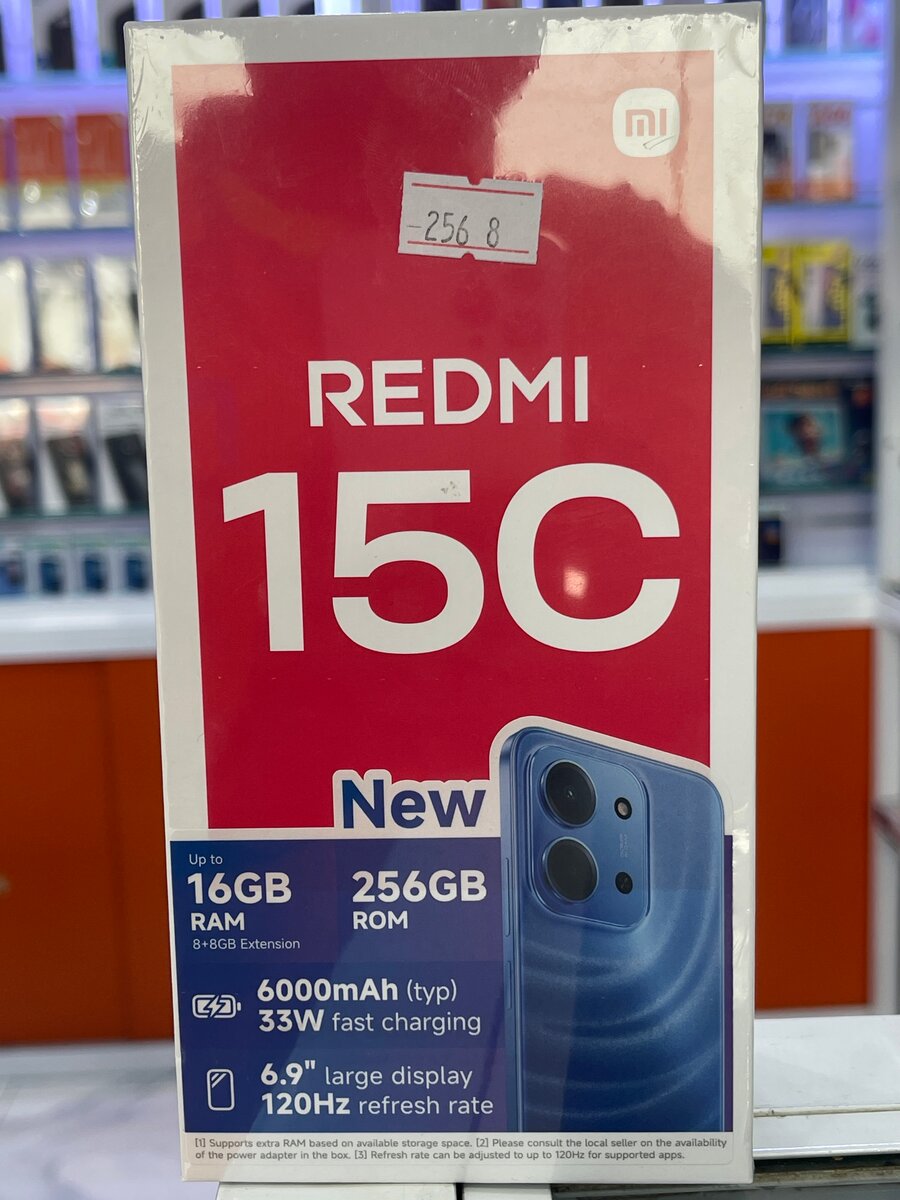 mi
-256 8
REDMI
15C
New
Up to
16GB
RAM
8+8GB Extension
256GB
ROM
6000mAh (typ)
33W fast charging
6.9" large display
120Hz refresh rate
[1] Supports extra RAM based on available storage space. [2] Please consult the local seller on the availability
of the power adapter in the box. [3] Refresh rate can be adjusted to up to 120Hz for supported apps.